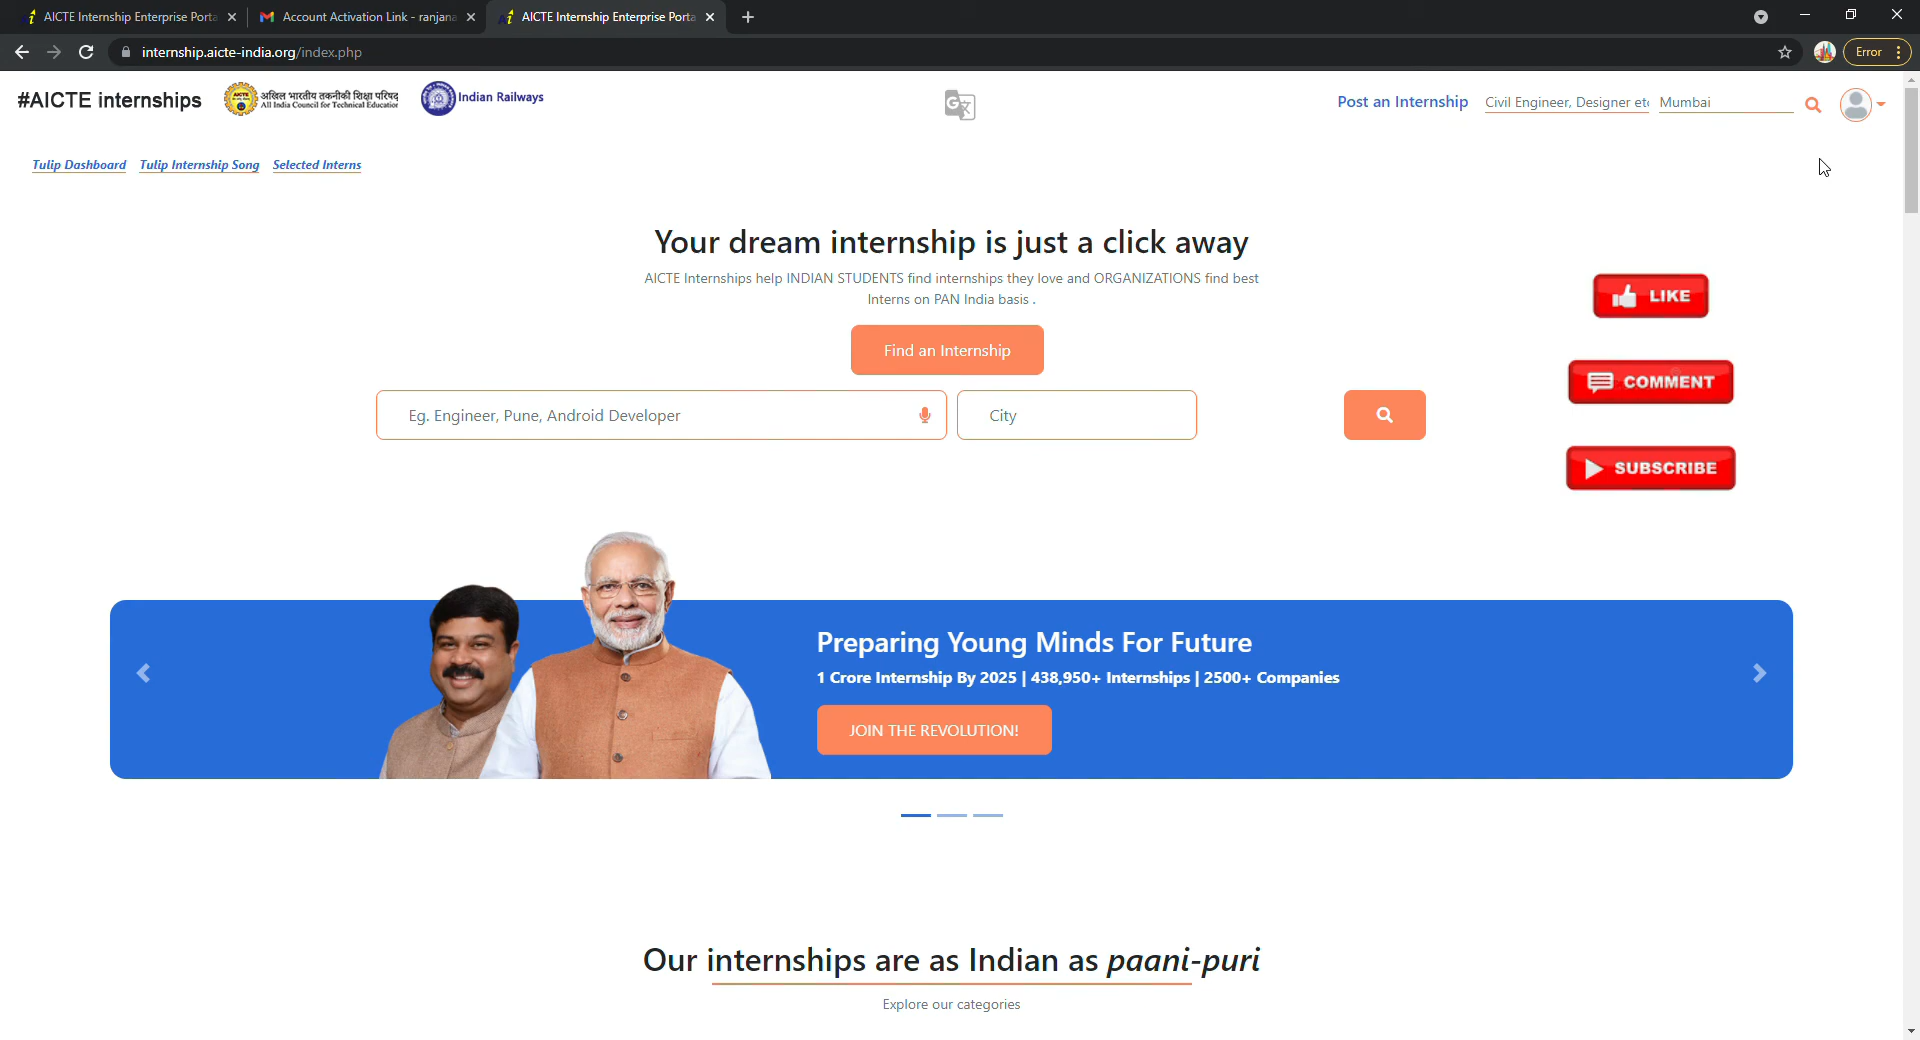 AICTE Internship Enterprise Porta
Account Activation Link - ranjana
AICTE Internship Enterprise Porta
internship.aicte-india.org/index.php
Error
#AICTE internships
अखिल भारतीय तकनीकी शिक्षा परिषद
All India Council for Technical Education
Indian Railways
Post an Internship
Civil Engineer, Designer etc
Mumbai
Tulip Dashboard
Tulip Internship Song
Selected Interns
Your dream internship is just a click away
AICTE Internships help INDIAN STUDENTS find internships they love and ORGANIZATIONS find best
Interns on PAN India basis .
LIKE
Find an Internship
COMMENT
Eg. Engineer, Pune, Android Developer
City
SUBSCRIBE
Preparing Young Minds For Future
1 Crore Internship By 2025 | 438,950+ Internships | 2500+ Companies
JOIN THE REVOLUTION!
Our internships are as Indian as paani-puri
Explore our categories